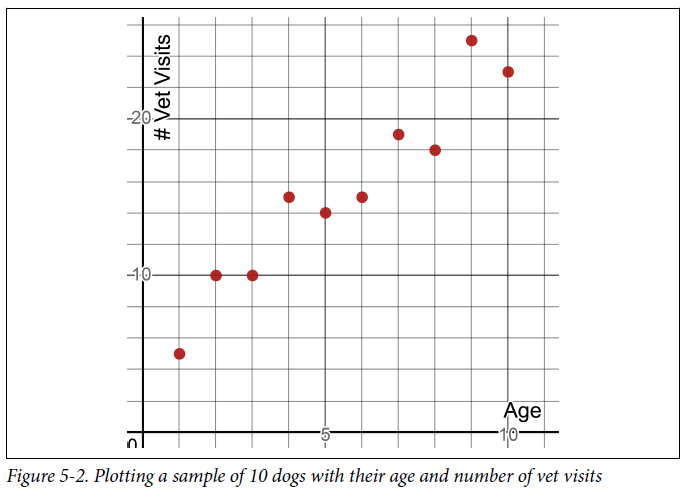 # Vet Visits
20
10
Age
0
5
10
Figure 5-2. Plotting a sample of 10 dogs with their age and number of vet visits